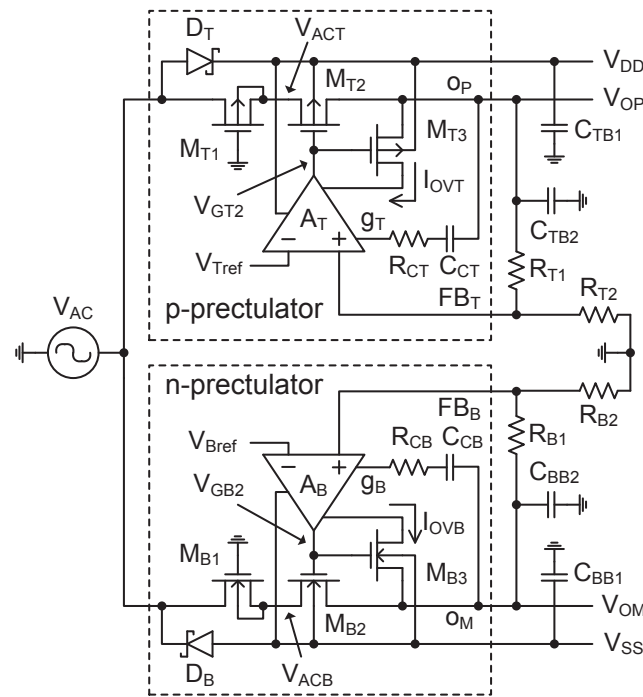 D_T
V_ACT
M_T2
V_DD
o_P
V_OP
M_T1
M_T3
C_TB1
V_GT2
I_OVT
A_T
g_T
C_TB2
V_Tref
R_CT
C_CT
R_T1
R_T2
FB_T
p-prectulator
V_AC
n-prectulator
FB_B
R_B2
V_Bref
R_CB
C_CB
R_B1
A_B
g_B
V_GB2
C_BB2
I_OVB
M_B1
M_B3
C_BB1
M_B2
o_M
V_OM
D_B
V_ACB
V_SS